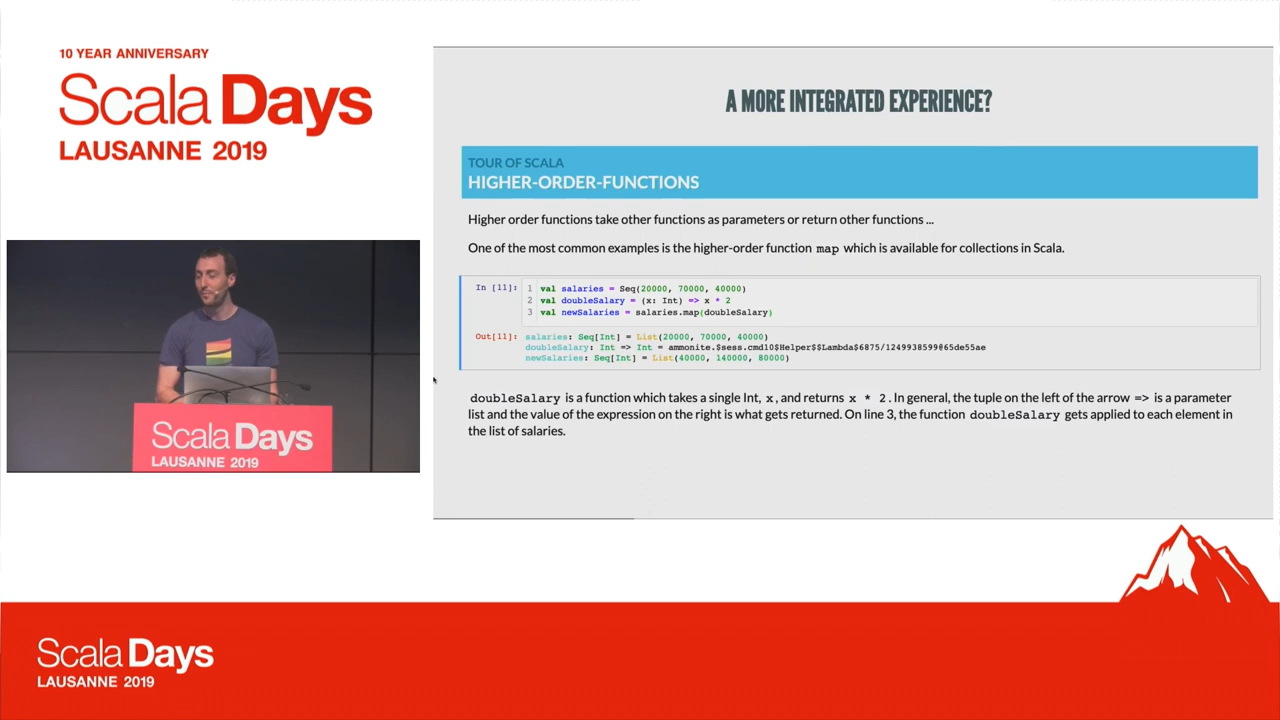 10 YEAR ANNIVERSARY
Scala Days
LAUSANNE 2019
A MORE INTEGRATED EXPERIENCE?
TOUR OF SCALA
HIGHER-ORDER-FUNCTIONS
Higher order functions take other functions as parameters or return other functions ...
One of the most common examples is the higher-order function map which is available for collections in Scala.
In [11]:
1 val salaries = Seq(20000, 70000, 40000)
2 val doubleSalary = (x: Int) => x * 2
3 val newSalaries = salaries.map(doubleSalary)
Out[11]:
salaries: Seq[Int] = List(20000, 70000, 40000)
doubleSalary: Int => Int = ammonite.$sess.cmd10$Helper$$Lambda$6875/1249938599@65de55ae
newSalaries: Seq[Int] = List(40000, 140000, 80000)
doubleSalary is a function which takes a single Int, x, and returns x * 2. In general, the tuple on the left of the arrow => is a parameter
list and the value of the expression on the right is what gets returned. On line 3, the function doubleSalary gets applied to each element in
the list of salaries.
Scala Days
LAUSANNE 2019
Scala Days
LAUSANNE 2019